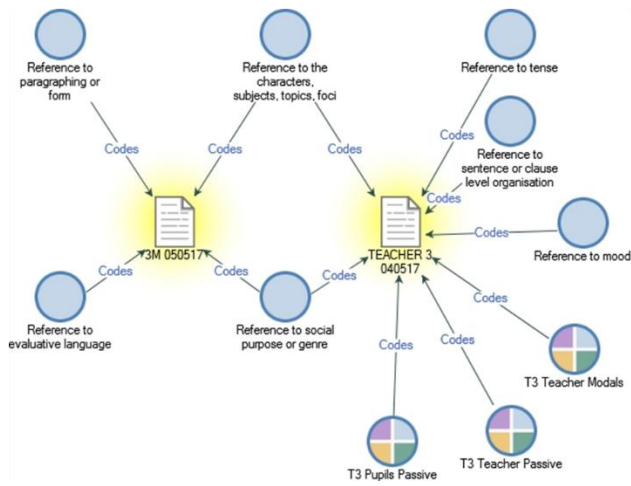 Reference to
paragraphing or
form
Reference to the
characters,
subjects, topics, foci
Reference to tense
Codes
Codes
Codes
Codes
Reference to
sentence or clause
level organisation
Codes
3M 050517
TEACHER 3
040517
Reference to mood
Codes
Codes
Codes
Codes
Codes
Reference to
evaluative language
Reference to social
purpose or genre
Codes
Codes
Codes
T3 Teacher Modals
T3 Pupils Passive
T3 Teacher Passive